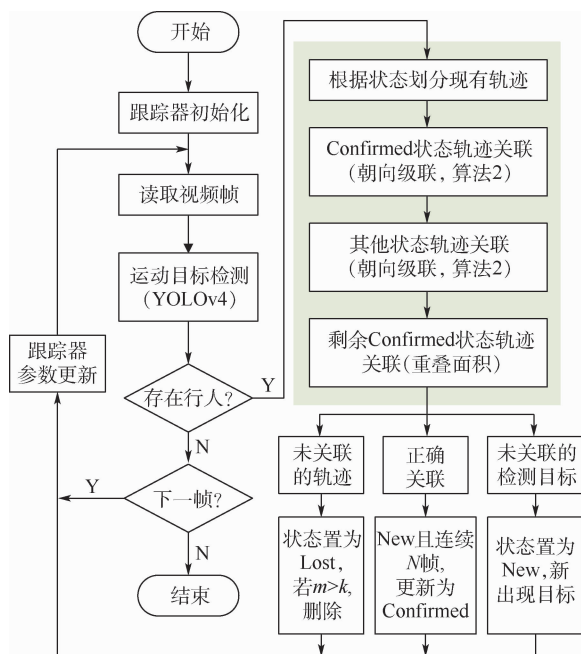 开始
跟踪器初始化
读取视频帧
运动目标检测
(YOLOv4)
跟踪器
参数更新
存在行人?
Y
N
下一帧?
Y
N
结束
根据状态划分现有轨迹
Confirmed状态轨迹关联
(朝向级联, 算法2)
其他状态轨迹关联
(朝向级联, 算法2)
剩余Confirmed状态轨迹
关联(重叠面积)
未关联
的轨迹
正确
关联
未关联的
检测目标
状态置为
Lost,
若m>k,
删除
New且连续
N帧,
更新为
Confirmed
状态置为
New,新
出现目标